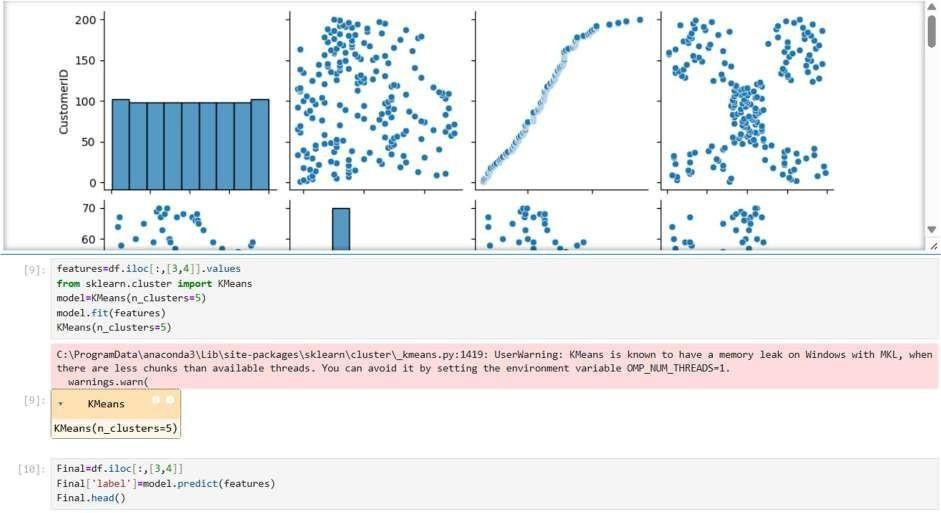 200
150
100
50
0
CustomerID
70
60
[9]:
features=df.iloc[:,[3,4]].values
from sklearn.cluster import KMeans
model=KMeans(n_clusters=5)
model.fit(features)
KMeans(n_clusters=5)
C:\ProgramData\anaconda3\Lib\site-packages\sklearn\cluster\_kmeans.py:1419: UserWarning: KMeans is known to have a memory leak on Windows with MKL, when
there are less chunks than available threads. You can avoid it by setting the environment variable OMP_NUM_THREADS=1.
warnings.warn(
[9]:
KMeans
KMeans(n_clusters=5)
[10]:
Final=df.iloc[:,[3,4]]
Final['label']=model.predict(features)
Final.head()